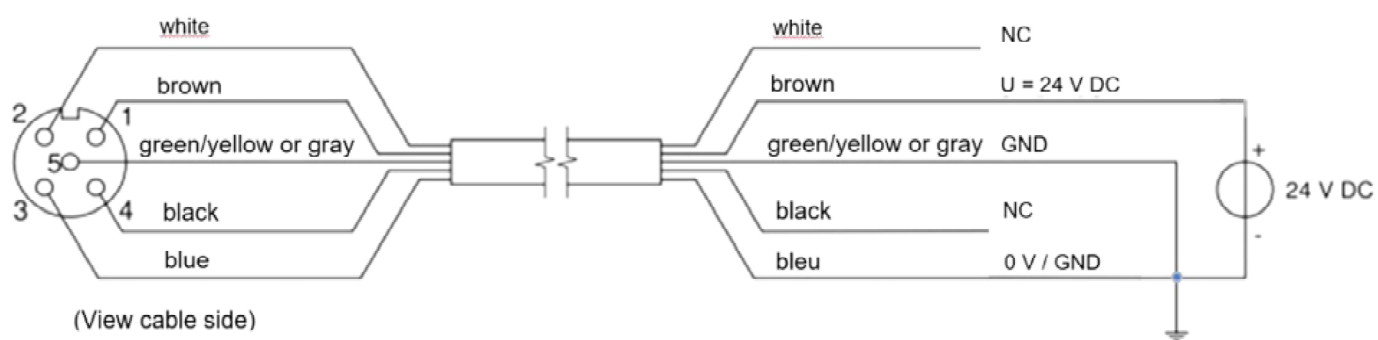 white
white
NC
brown
brown
U = 24 V DC
2
1
green/yellow or gray
green/yellow or gray
GND
5
+
24 V DC
3
4
black
black
NC
-
blue
bleu
0 V / GND
(View cable side)